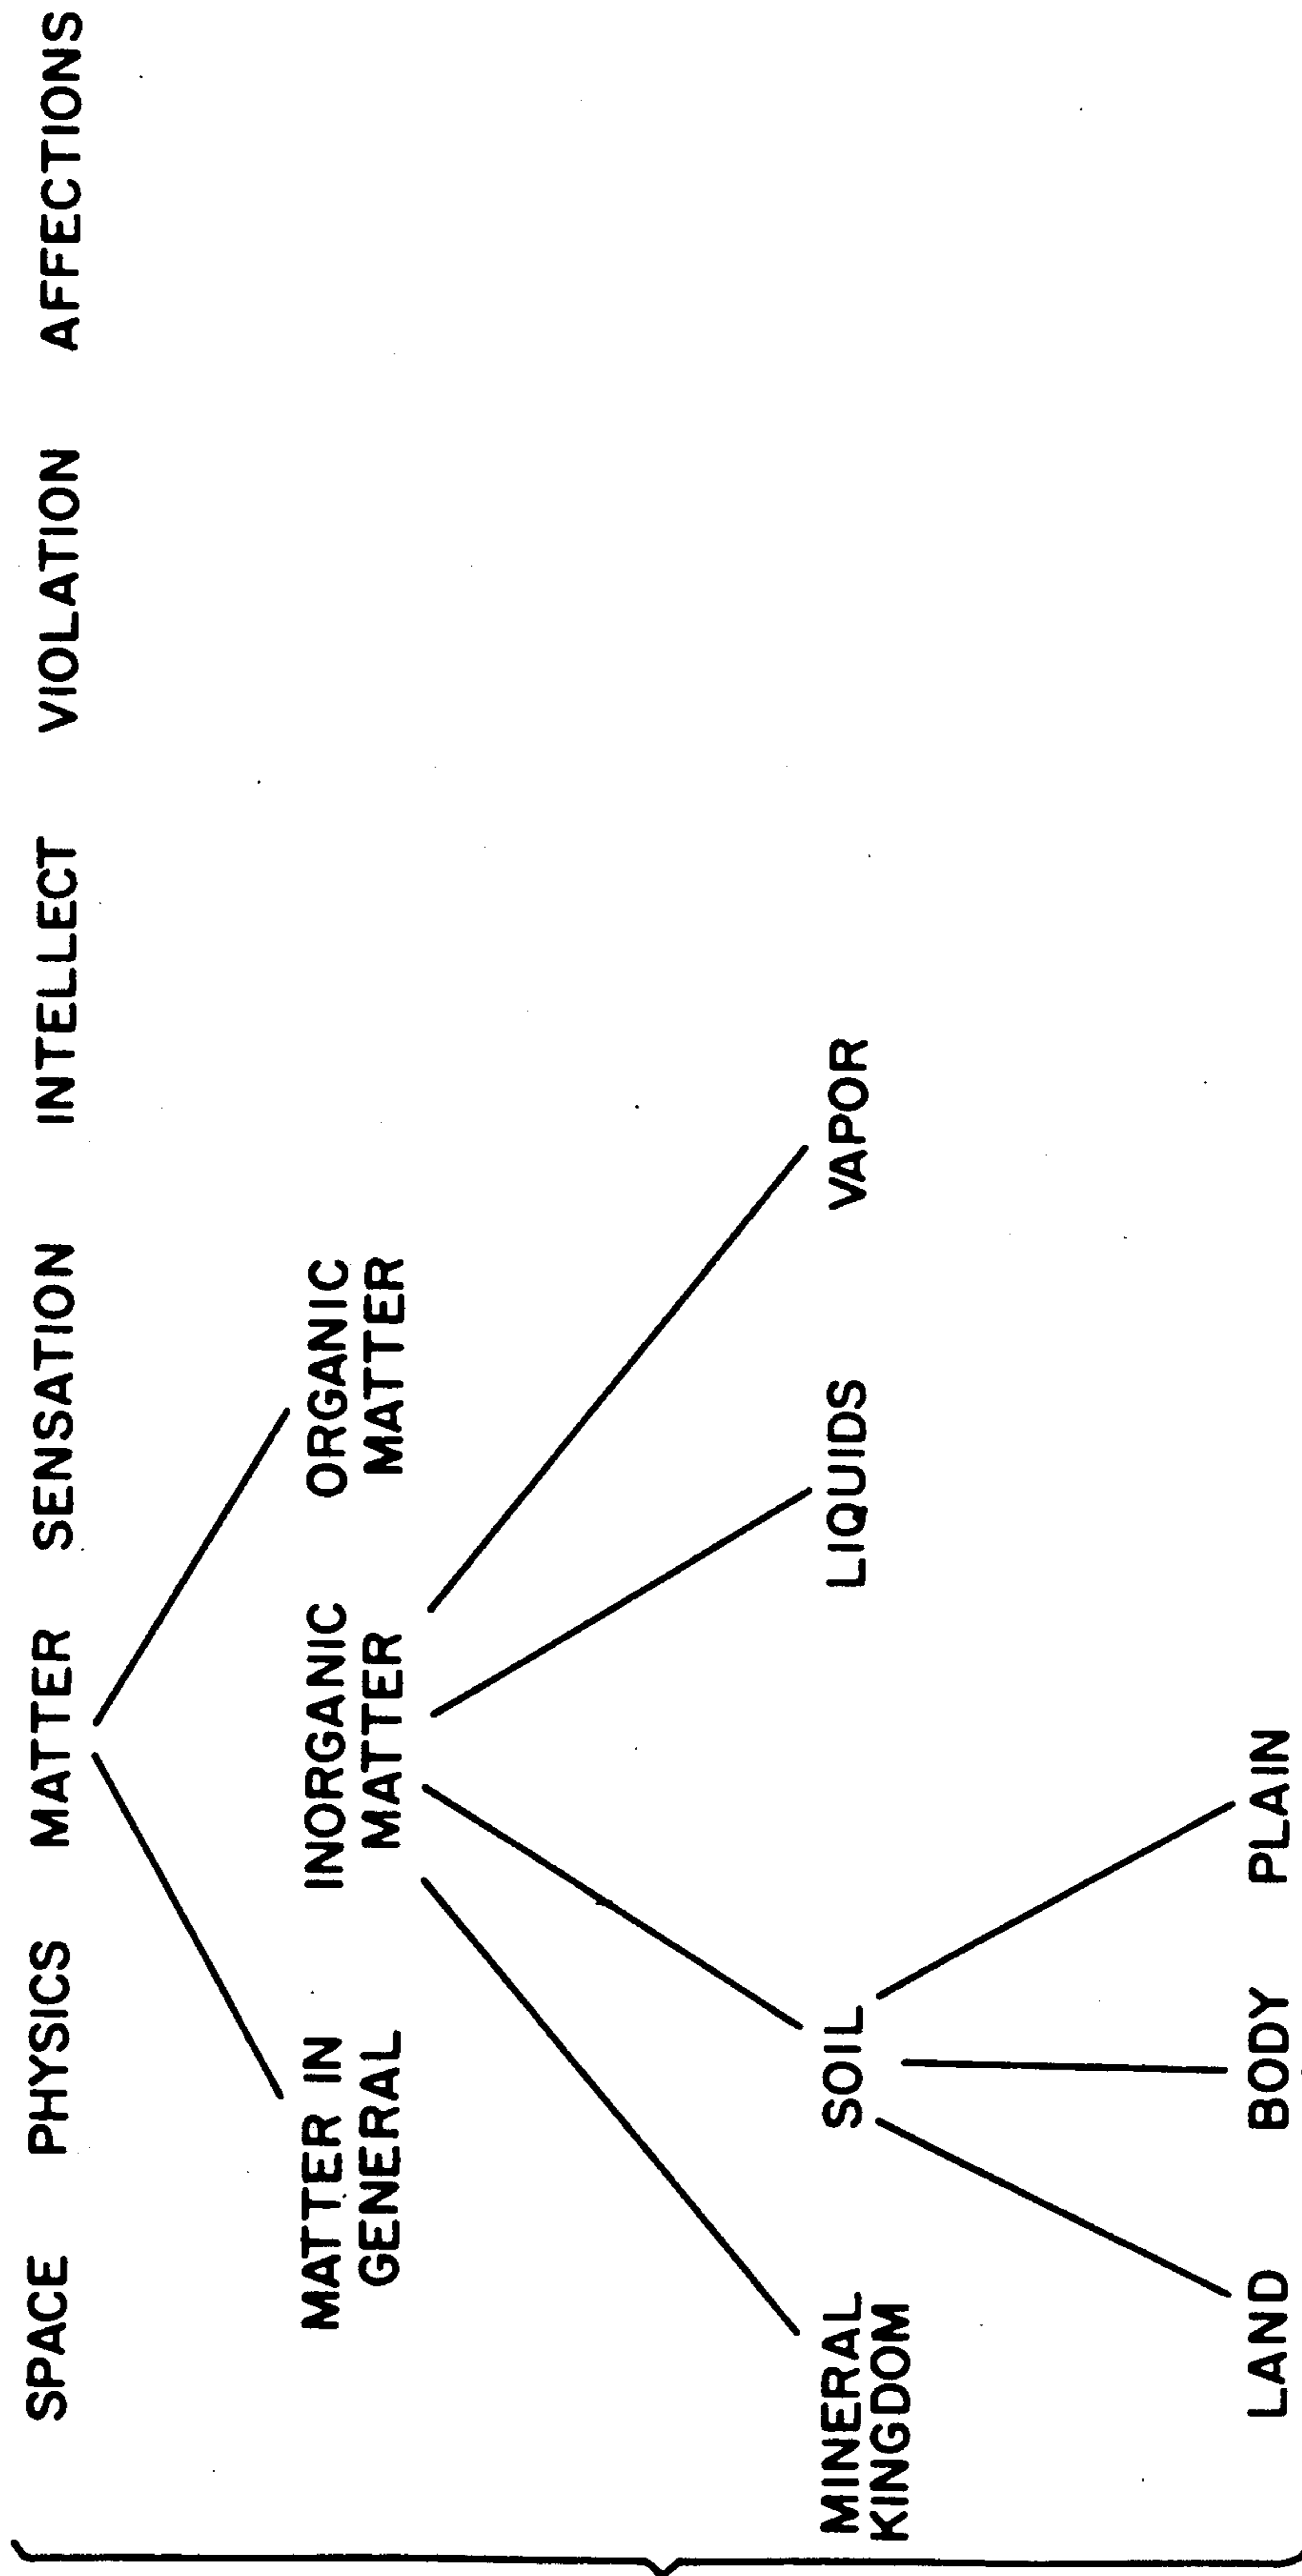 SPACE PHYSICS MATTER SENSATION INTELLECT VIOLATION AFFECTIONS
MATTER IN
GENERAL
INORGANIC
MATTER
ORGANIC
MATTER
MINERAL
KINGDOM
SOIL
LIQUIDS
VAPOR
LAND
BODY
PLAIN